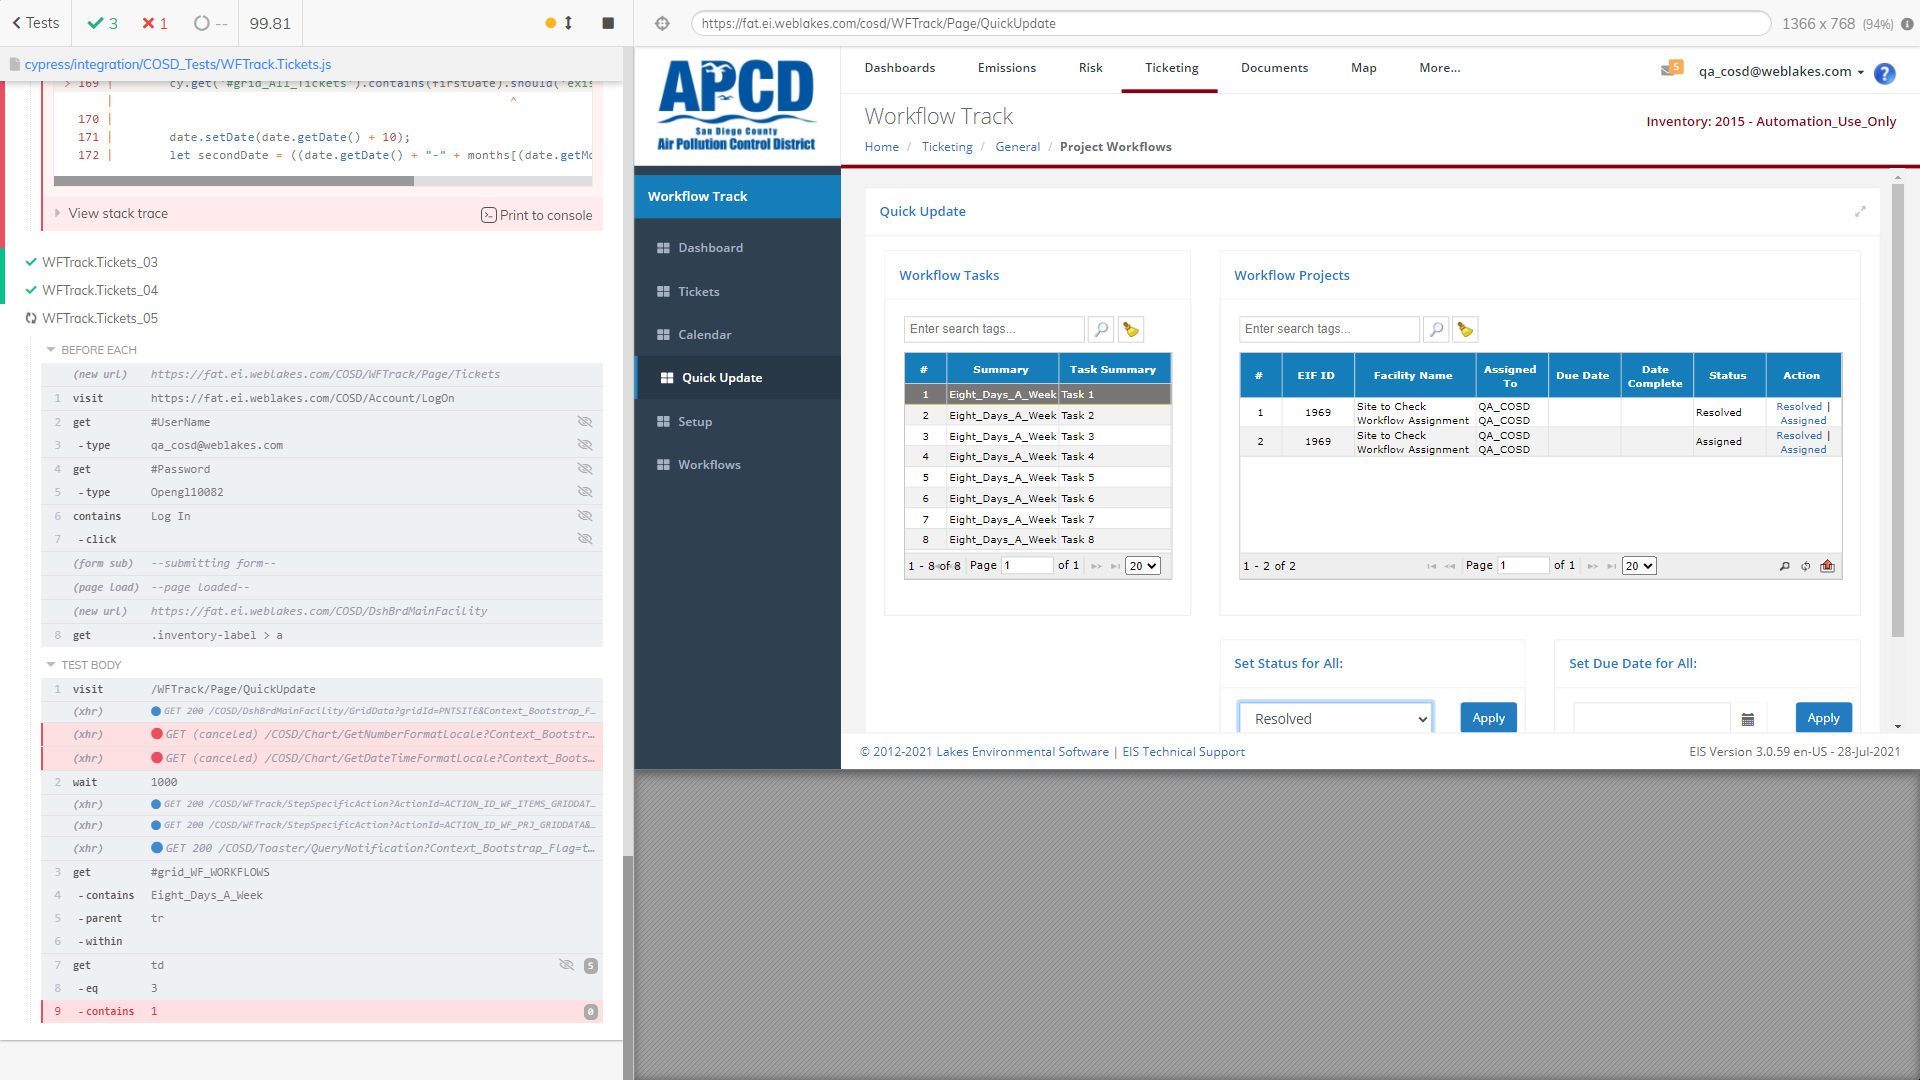 Tests
3
1
--
99.81
https://fat.ei.weblakes.com/cosd/WFTrack/Page/QuickUpdate
1366 x 768 (94%)
cypress/integration/COSD_Tests/WFTrack.Tickets.js
> 169 | cy.get('#grid_All_Tickets').contains(firstDate).should('exis
| ^
170 |
171 | date.setDate(date.getDate() + 10);
172 | let secondDate = ((date.getDate() + "-" + months[(date.getMo
View stack trace
Print to console
WFTrack.Tickets_03
WFTrack.Tickets_04
WFTrack.Tickets_05
BEFORE EACH
(new url) https://fat.ei.weblakes.com/COSD/WFTrack/Page/Tickets
1 visit https://fat.ei.weblakes.com/COSD/Account/LogOn
2 get #UserName
3 -type qa_cosd@weblakes.com
4 get #Password
5 -type Opengl10082
6 contains Log In
7 -click
(form sub) --submitting form--
(page load) --page loaded--
(new url) https://fat.ei.weblakes.com/COSD/DshBrdMainFacility
8 get .inventory-label > a
TEST BODY
1 visit /WFTrack/Page/QuickUpdate
(xhr) GET 200 /COSD/DshBrdMainFacility/GridData?gridId=PNTSITE&Context_Bootstrap_F...
(xhr) GET (canceled) /COSD/Chart/GetNumberFormatLocale?Context_Bootstr...
(xhr) GET (canceled) /COSD/Chart/GetDateTimeFormatLocale?Context_Boots...
2 wait 1000
(xhr) GET 200 /COSD/WFTrack/StepSpecificAction?ActionId=ACTION_ID_WF_ITEMS_GRIDDAT...
(xhr) GET 200 /COSD/WFTrack/StepSpecificAction?ActionId=ACTION_ID_WF_PRJ_GRIDDATA&...
(xhr) GET 200 /COSD/Toaster/QueryNotification?Context_Bootstrap_Flag=t...
3 get #grid_WF_WORKFLOWS
4 -contains Eight_Days_A_Week
5 -parent tr
6 -within
7 get td 5
8 -eq 3
9 -contains 1 0
APCD
San Diego County
Air Pollution Control District
Dashboards Emissions Risk Ticketing Documents Map More...
5 qa_cosd@weblakes.com ?
Workflow Track
Inventory: 2015 - Automation_Use_Only
Home / Ticketing / General / Project Workflows
Workflow Track
Dashboard
Tickets
Calendar
Quick Update
Setup
Workflows
Quick Update
Workflow Tasks
Enter search tags...
# Summary Task Summary
1 Eight_Days_A_Week Task 1
2 Eight_Days_A_Week Task 2
3 Eight_Days_A_Week Task 3
4 Eight_Days_A_Week Task 4
5 Eight_Days_A_Week Task 5
6 Eight_Days_A_Week Task 6
7 Eight_Days_A_Week Task 7
8 Eight_Days_A_Week Task 8
1 - 8 of 8 Page 1 of 1 20
Workflow Projects
Enter search tags...
# EIF ID Facility Name Assigned To Due Date Date Complete Status Action
1 1969 Site to Check Workflow Assignment QA_COSD QA_COSD Resolved Resolved | Assigned
2 1969 Site to Check Workflow Assignment QA_COSD QA_COSD Assigned Resolved | Assigned
1 - 2 of 2 Page 1 of 1 20
Set Status for All:
Resolved
Apply
Set Due Date for All:
Apply
© 2012-2021 Lakes Environmental Software | EIS Technical Support
EIS Version 3.0.59 en-US - 28-Jul-2021